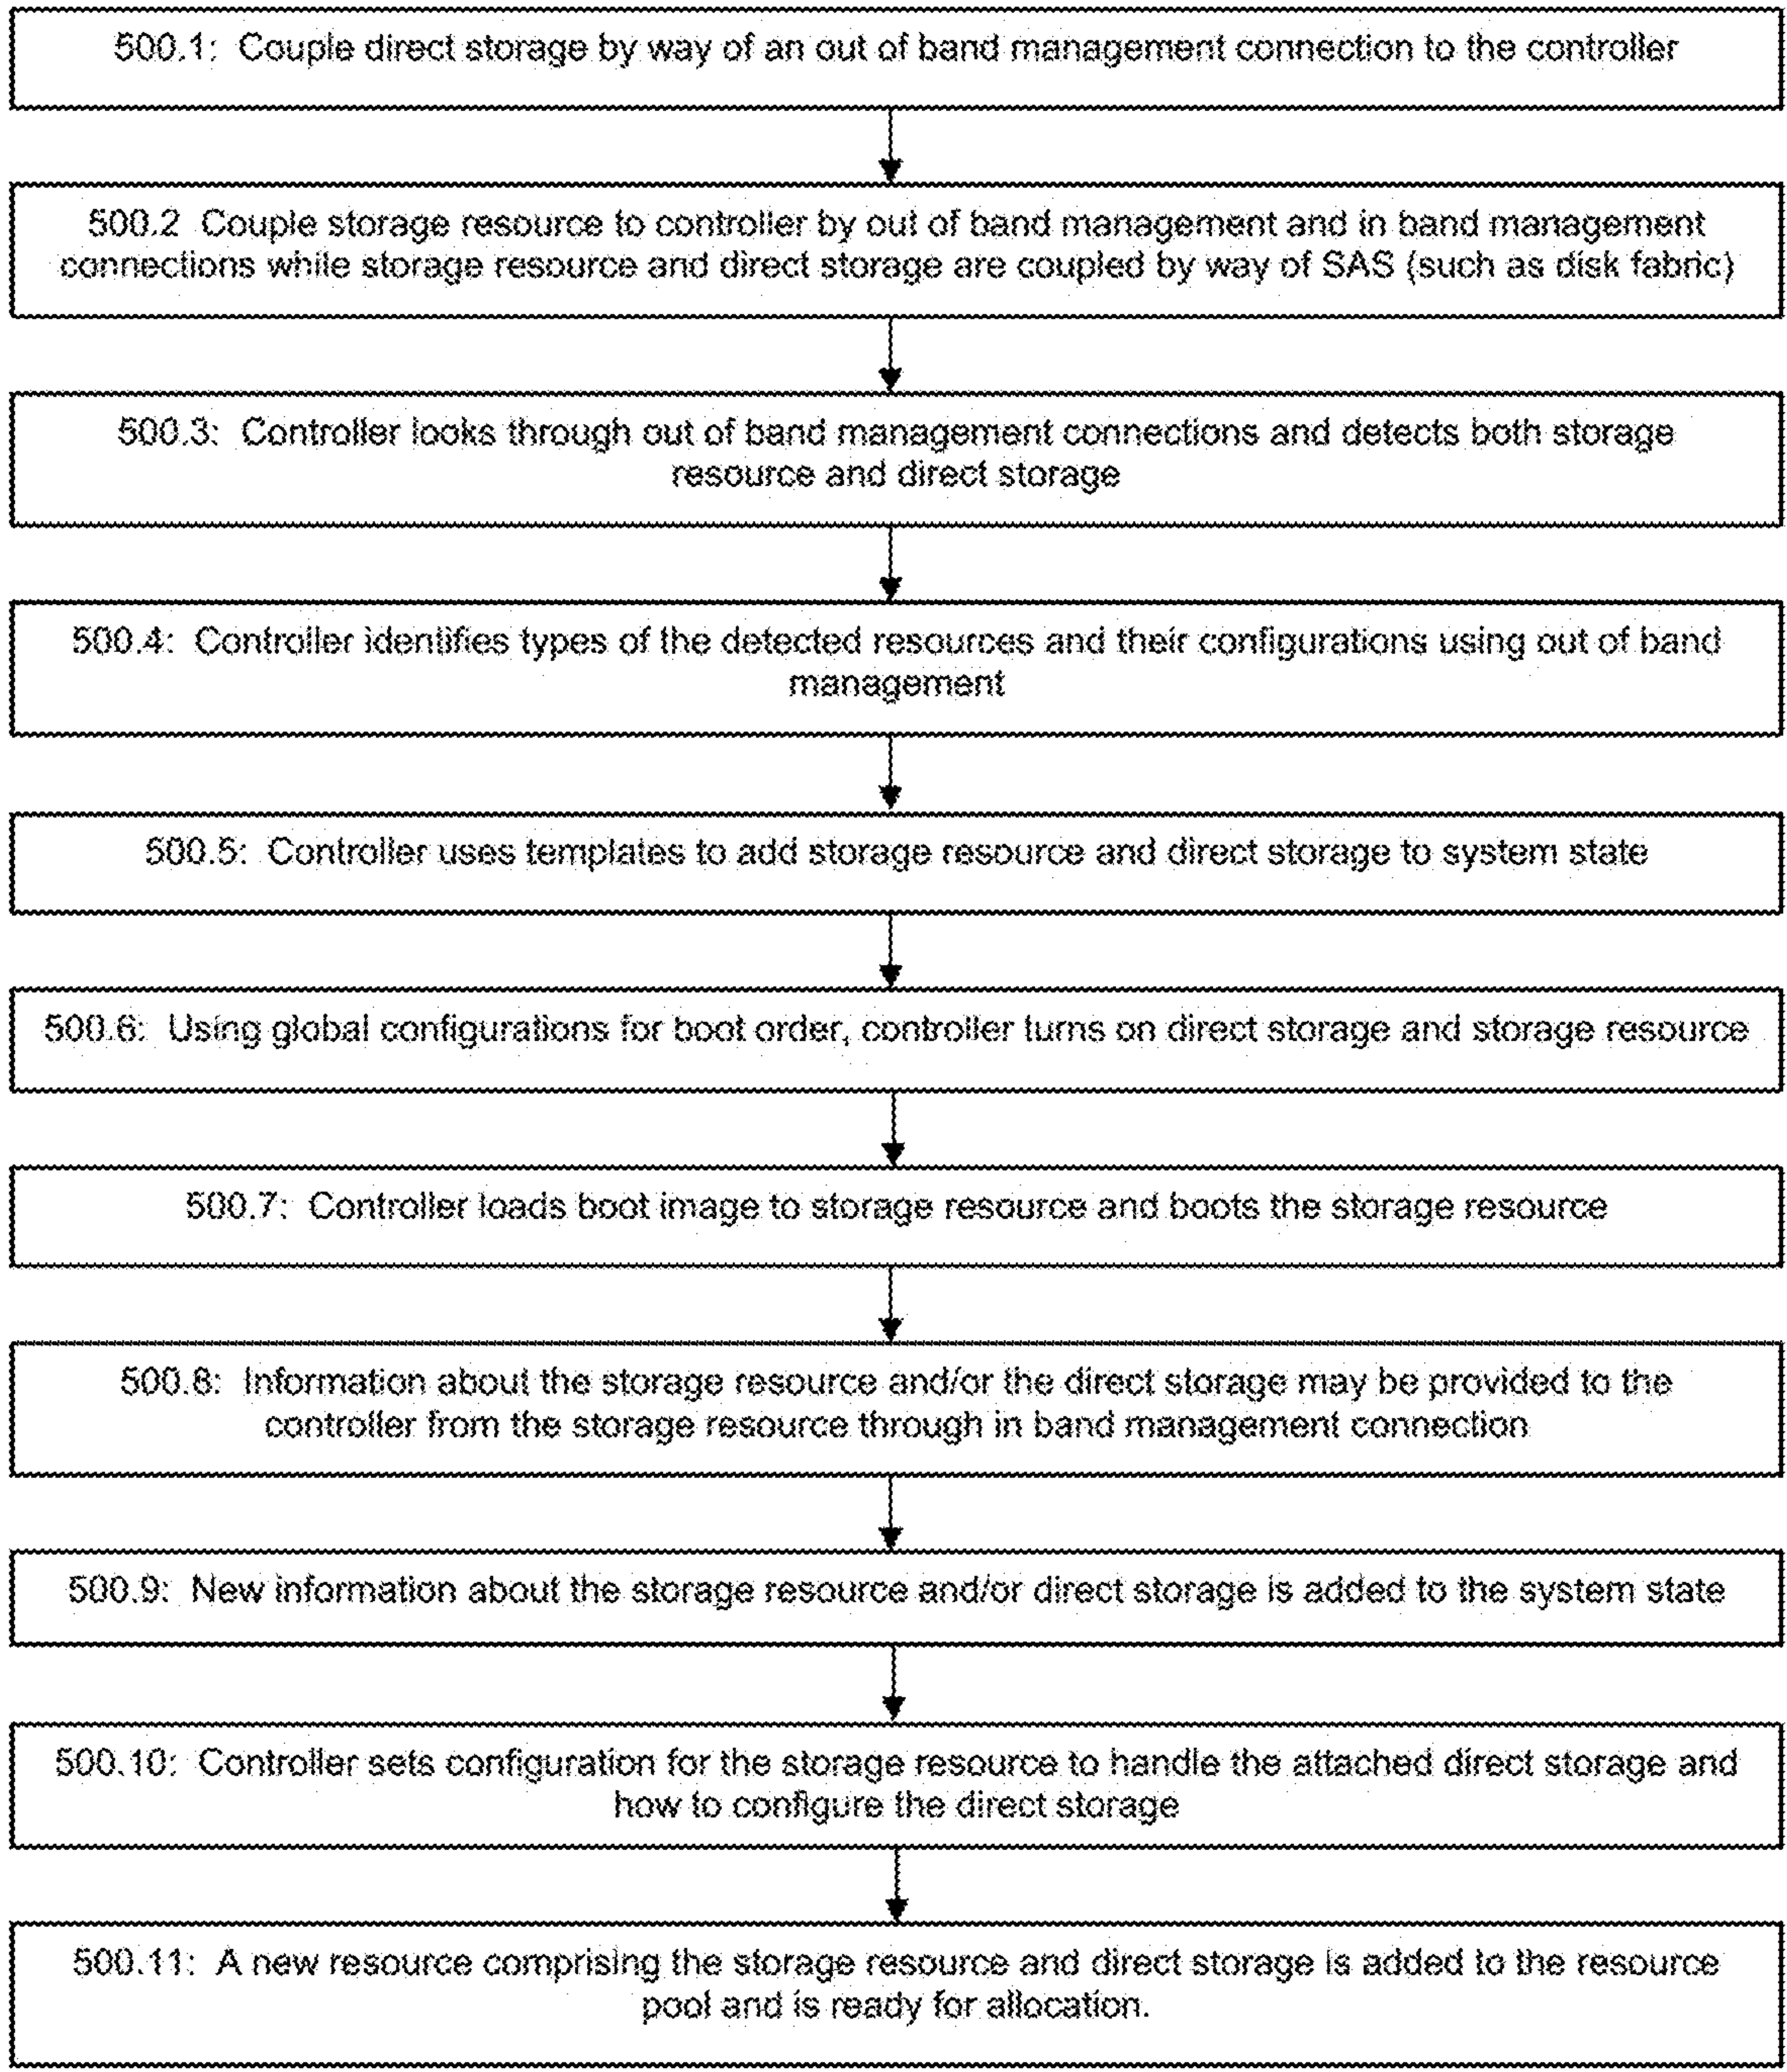 500.1: Couple direct storage by way of an out of band management connection to the controller
500.2 Couple storage resource to controller by out of band management and in band management
connections while storage resource and direct storage are coupled by way of SAS (such as disk fabric)
500.3: Controller looks through out of band management connections and detects both storage
resource and direct storage
500.4: Controller identifies types of the detected resources and their configurations using out of band
management
500.5: Controller uses templates to add storage resource and direct storage to system state
500.6: Using global configurations for boot order, controller turns on direct storage and storage resource
500.7: Controller loads boot image to storage resource and boots the storage resource
500.8: Information about the storage resource and/or the direct storage may be provided to the
controller from the storage resource through in band management connection
500.9: New information about the storage resource and/or direct storage is added to the system state
500.10: Controller sets configuration for the storage resource to handle the attached direct storage and
how to configure the direct storage
500.11: A new resource comprising the storage resource and direct storage is added to the resource
pool and is ready for allocation.